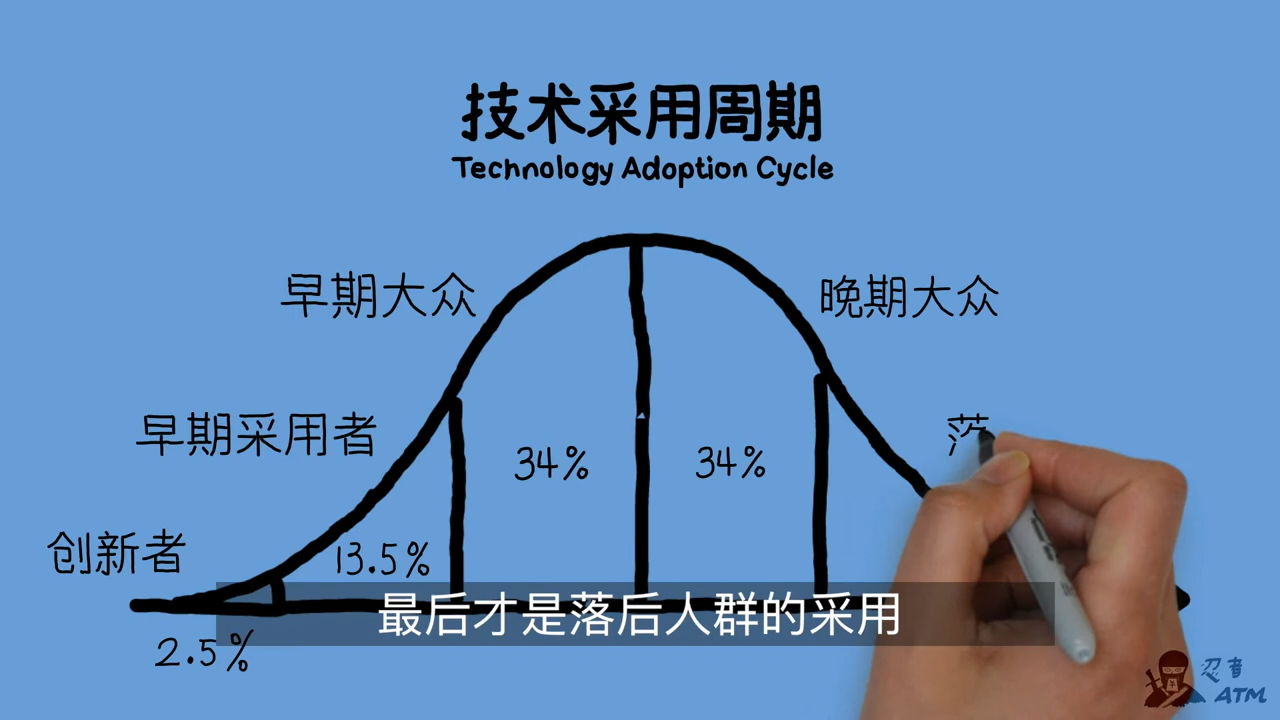 技术采用周期
Technology Adoption Cycle
早期大众
晚期大众
早期采用者
落
34%
34%
创新者
13.5%
2.5%
最后才是落后人群的采用
忍者
ATM